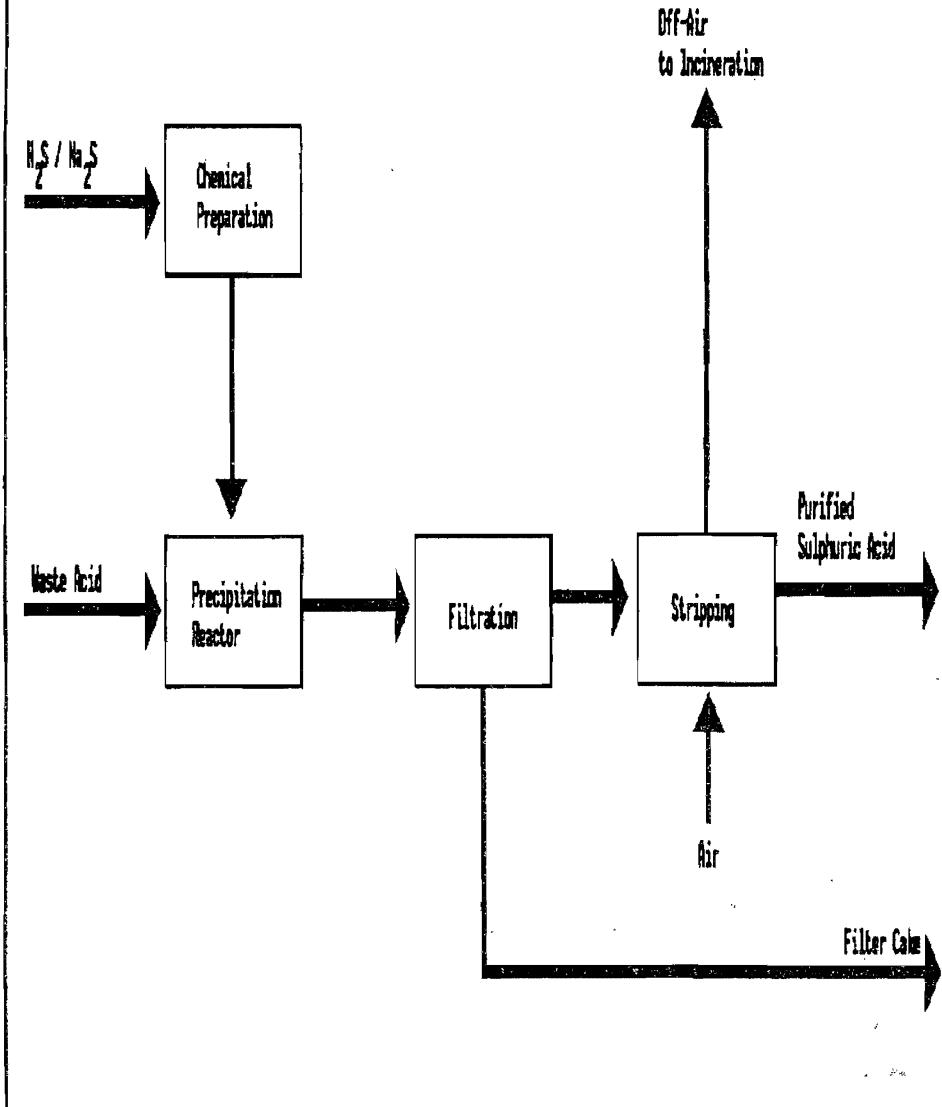 Off-Air
to Incineration
H2S / Na2S
Chemical
Preparation
Purified
Sulphuric Acid
Waste Acid
Precipitation
Reactor
Filtration
Stripping
Air
Filter Cake